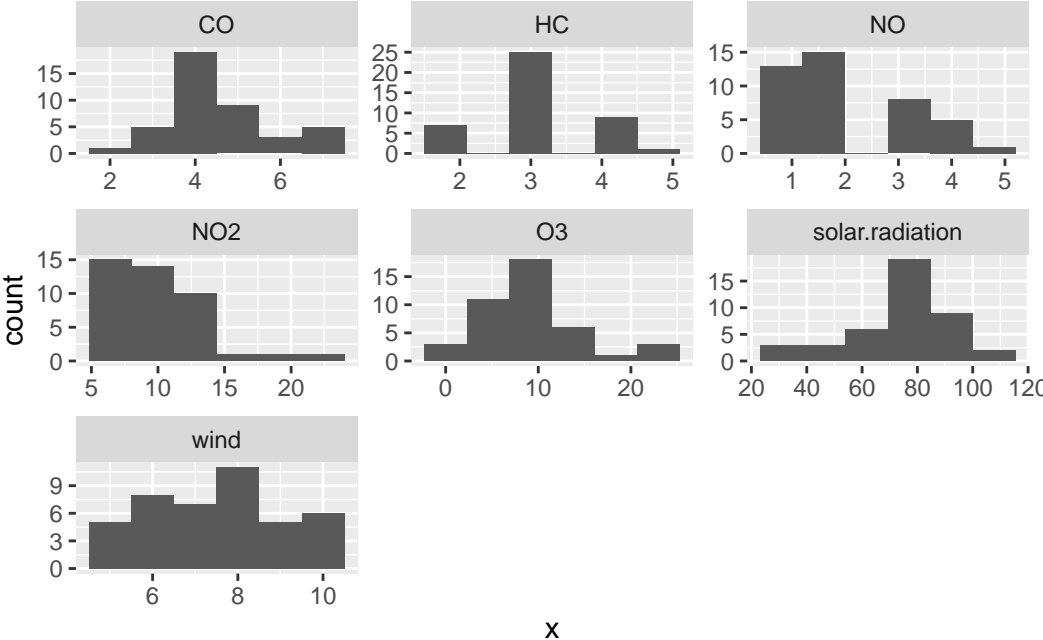 CO HC NO
15 10 5 0
2 4 6
25 20 15 10 5 0
2 3 4 5
15 10 5 0
1 2 3 4 5
NO2 O3 solar.radiation
15 10 5 0
5 10 15 20
15 10 5 0
0 10 20
15 10 5 0
20 40 60 80 100 120
wind
9 6 3 0
6 8 10
count
x